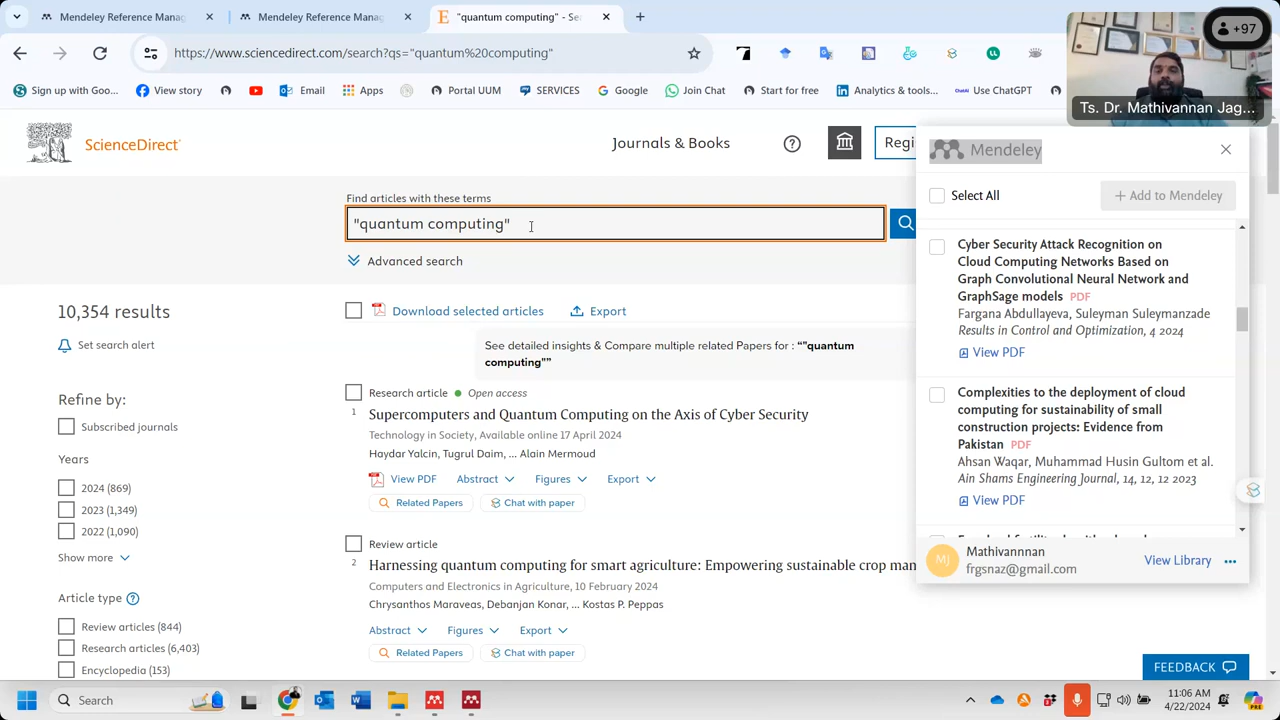 Mendeley Reference Manag
Mendeley Reference Manag
"quantum computing" - Sea
+97
https://www.sciencedirect.com/search?qs="quantum%20computing"
Sign up with Goo...
View story
Email
Apps
Portal UUM
SERVICES
Google
Join Chat
Start for free
Analytics & tools...
Use ChatGPT
Ts. Dr. Mathivannan Jag...
ScienceDirect
Journals & Books
Regi
Find articles with these terms
"quantum computing"
Advanced search
10,354 results
Set search alert
Download selected articles
Export
See detailed insights & Compare multiple related Papers for : “"quantum
computing"”
Refine by:
Subscribed journals
Years
2024 (869)
2023 (1,349)
2022 (1,090)
Show more
Article type
Review articles (844)
Research articles (6,403)
Encyclopedia (153)
Research article
Open access
1
Supercomputers and Quantum Computing on the Axis of Cyber Security
Technology in Society, Available online 17 April 2024
Haydar Yalcin, Tugrul Daim, ... Alain Mermoud
View PDF
Abstract
Figures
Export
Related Papers
Chat with paper
Review article
2
Harnessing quantum computing for smart agriculture: Empowering sustainable crop man
Computers and Electronics in Agriculture, 10 February 2024
Chrysanthos Maraveas, Debanjan Konar, ... Kostas P. Peppas
Abstract
Figures
Export
Related Papers
Chat with paper
Mendeley
Select All
+ Add to Mendeley
Cyber Security Attack Recognition on
Cloud Computing Networks Based on
Graph Convolutional Neural Network and
GraphSage models PDF
Fargana Abdullayeva, Suleyman Suleymanzade
Results in Control and Optimization, 4 2024
View PDF
Complexities to the deployment of cloud
computing for sustainability of small
construction projects: Evidence from
Pakistan PDF
Ahsan Waqar, Muhammad Husin Gultom et al.
Ain Shams Engineering Journal, 14, 12, 12 2023
View PDF
MJ
Mathivannnan
frgsnaz@gmail.com
View Library
FEEDBACK
Search
11:06 AM
4/22/2024